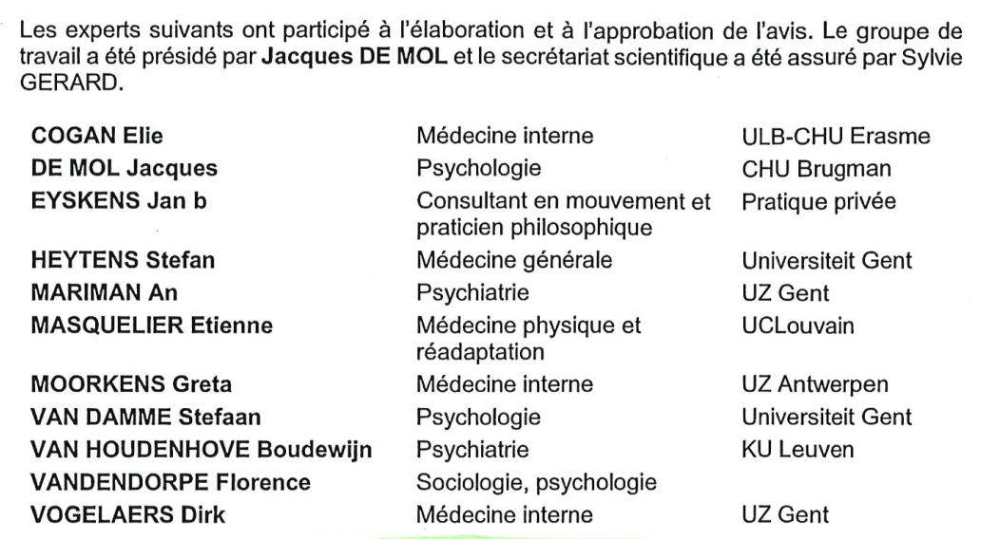 Les experts suivants ont participé à l'élaboration et à l'approbation de l'avis. Le groupe de
travail a été présidé par Jacques DE MOL et le secrétariat scientifique a été assuré par Sylvie
GERARD.
COGAN Elie Médecine interne ULB-CHU Erasme
DE MOL Jacques Psychologie CHU Brugman
EYSKENS Jan b Consultant en mouvement et Pratique privée
praticien philosophique
HEYTENS Stefan Médecine générale Universiteit Gent
MARIMAN An Psychiatrie UZ Gent
MASQUELIER Etienne Médecine physique et UCLouvain
réadaptation
MOORKENS Greta Médecine interne UZ Antwerpen
VAN DAMME Stefaan Psychologie Universiteit Gent
VAN HOUDENHOVE Boudewijn Psychiatrie KU Leuven
VANDENDORPE Florence Sociologie, psychologie
VOGELAERS Dirk Médecine interne UZ Gent